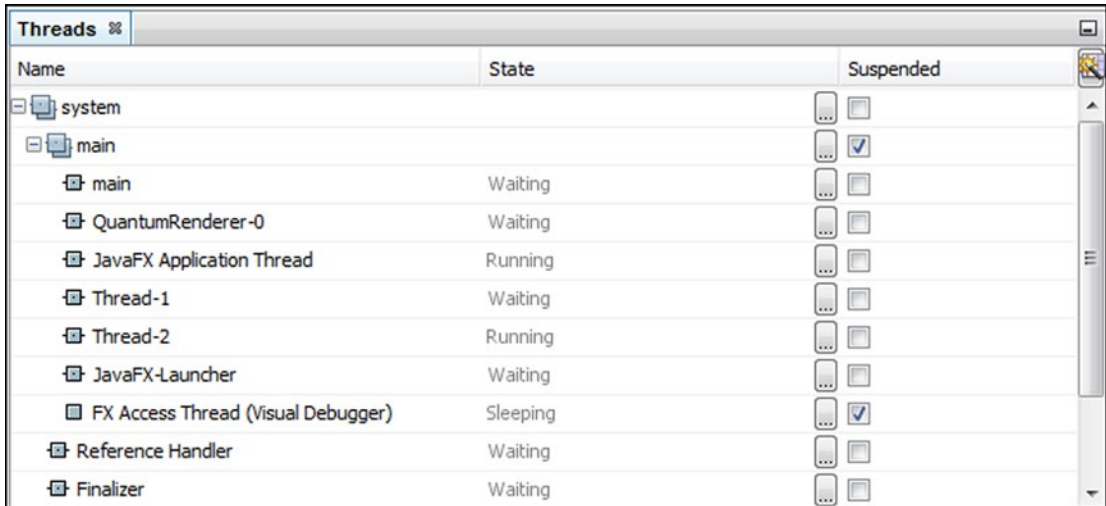 Threads
Name State Suspended
system ...
main ...
main Waiting ...
QuantumRenderer-0 Waiting ...
JavaFX Application Thread Running ...
Thread-1 Waiting ...
Thread-2 Running ...
JavaFX-Launcher Waiting ...
FX Access Thread (Visual Debugger) Sleeping ...
Reference Handler Waiting ...
Finalizer Waiting ...